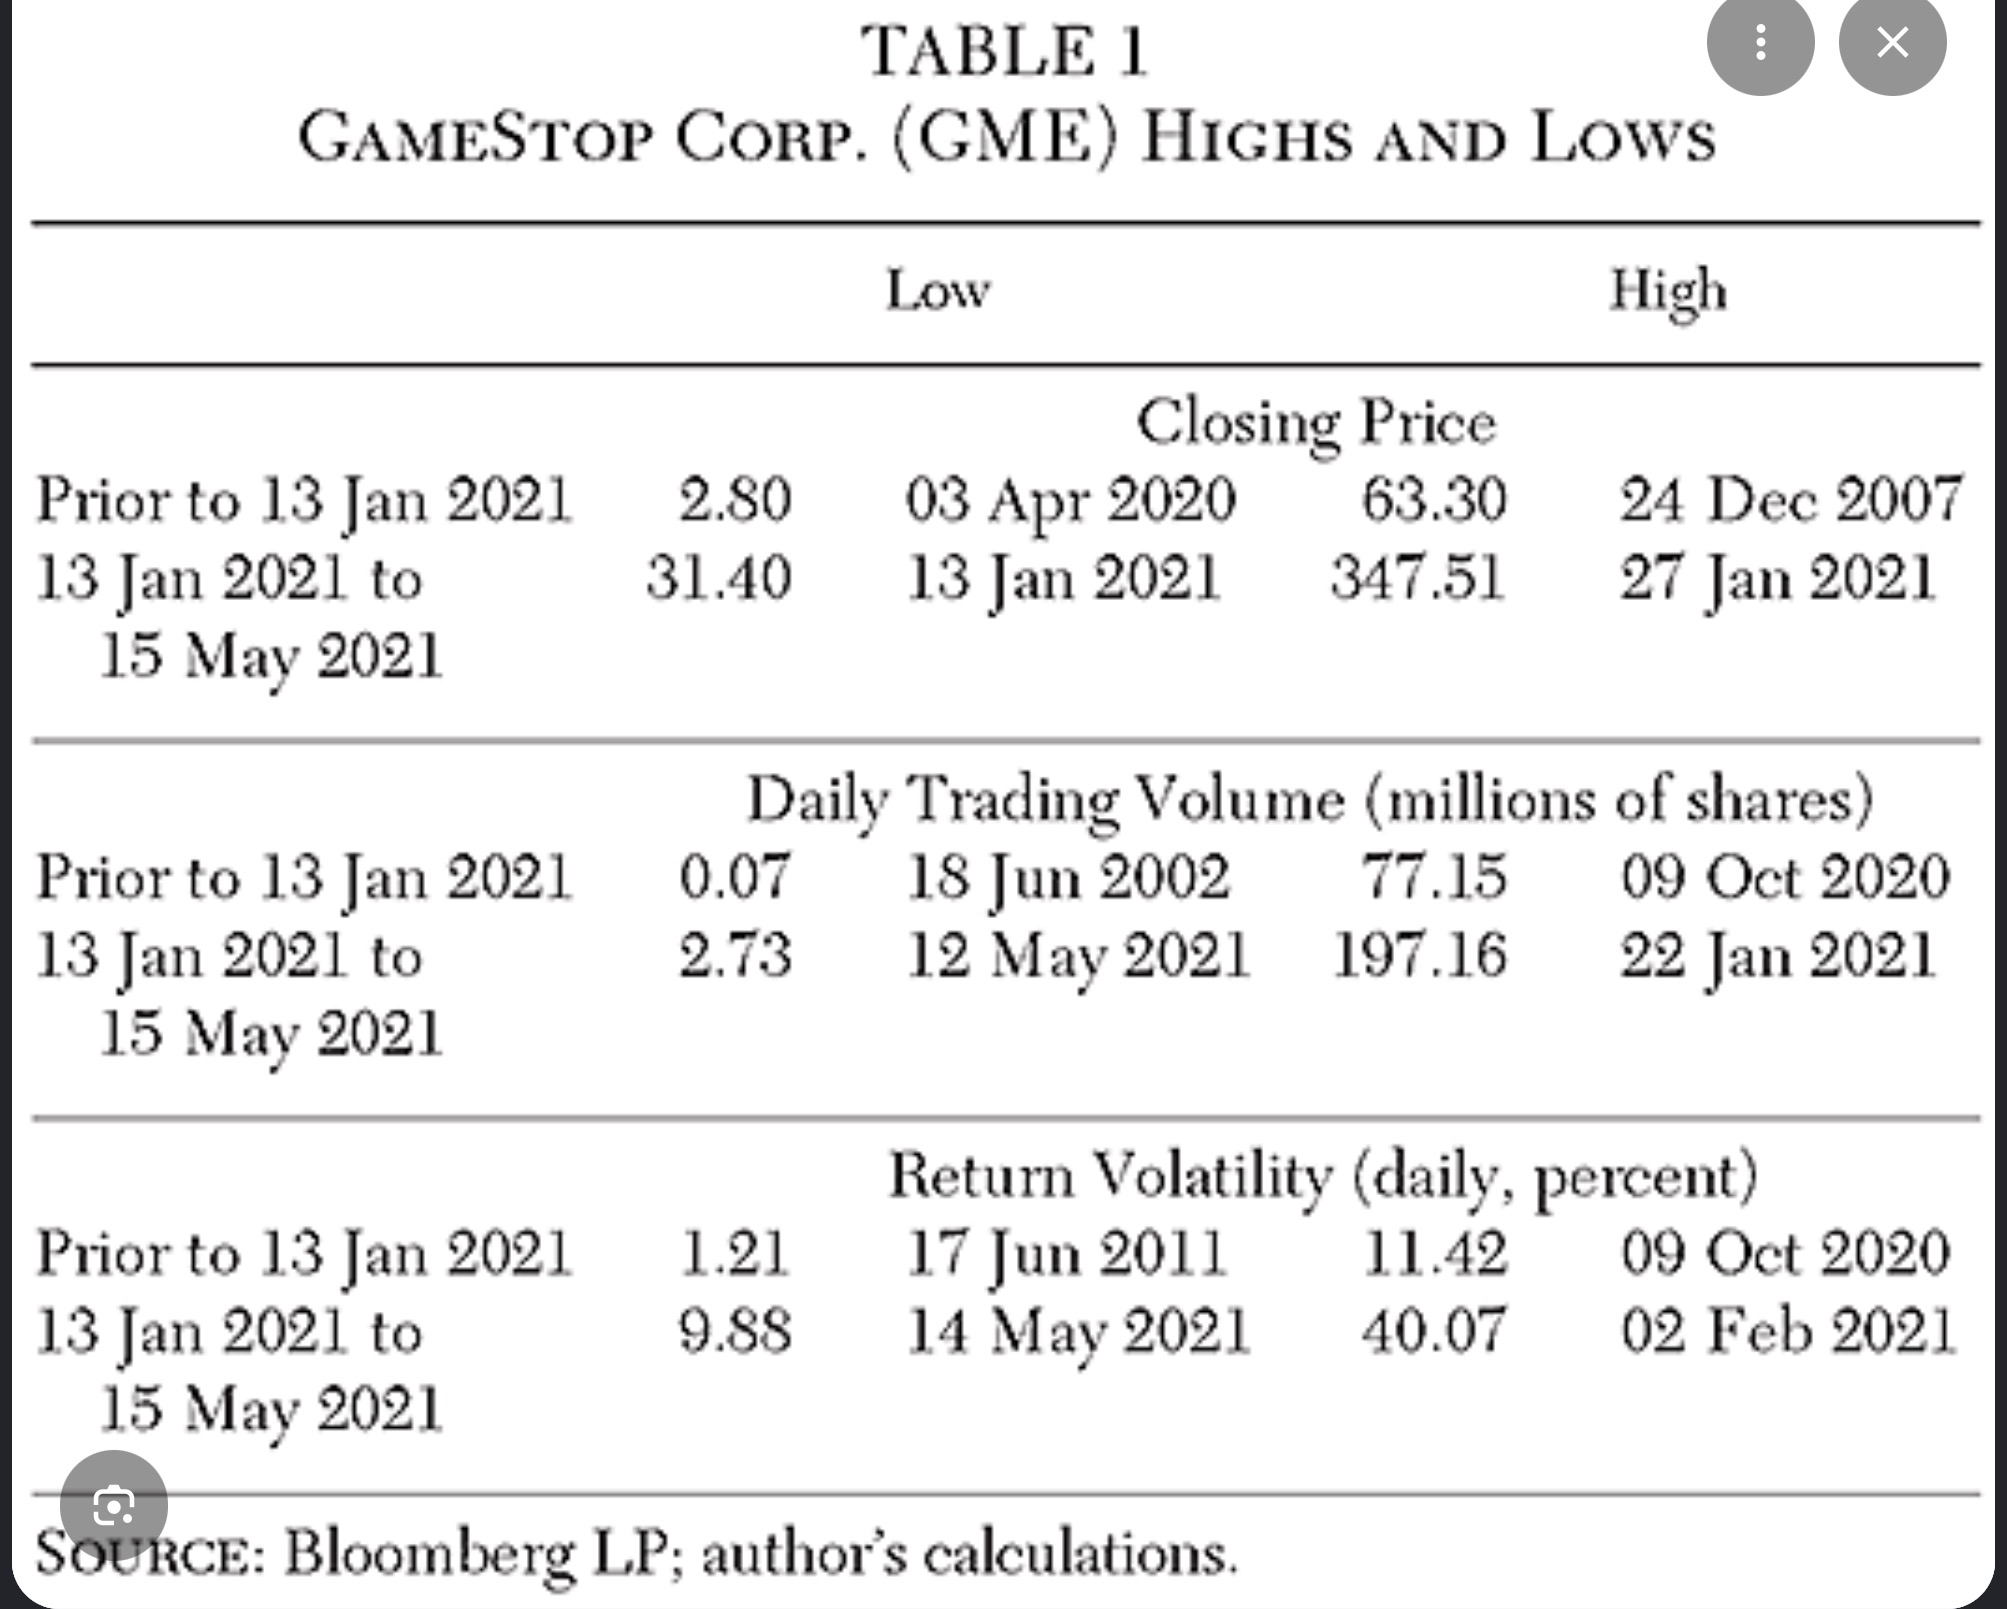 TABLE 1
GAMESTOP CORP. (GME) HIGHS AND LOWS
Low High
Closing Price
Prior to 13 Jan 2021 2.80 03 Apr 2020 63.30 24 Dec 2007
13 Jan 2021 to 31.40 13 Jan 2021 347.51 27 Jan 2021
15 May 2021
Daily Trading Volume (millions of shares)
Prior to 13 Jan 2021 0.07 18 Jun 2002 77.15 09 Oct 2020
13 Jan 2021 to 2.73 12 May 2021 197.16 22 Jan 2021
15 May 2021
Return Volatility (daily, percent)
Prior to 13 Jan 2021 1.21 17 Jun 2011 11.42 09 Oct 2020
13 Jan 2021 to 9.88 14 May 2021 40.07 02 Feb 2021
15 May 2021
SOURCE: Bloomberg LP; author's calculations.